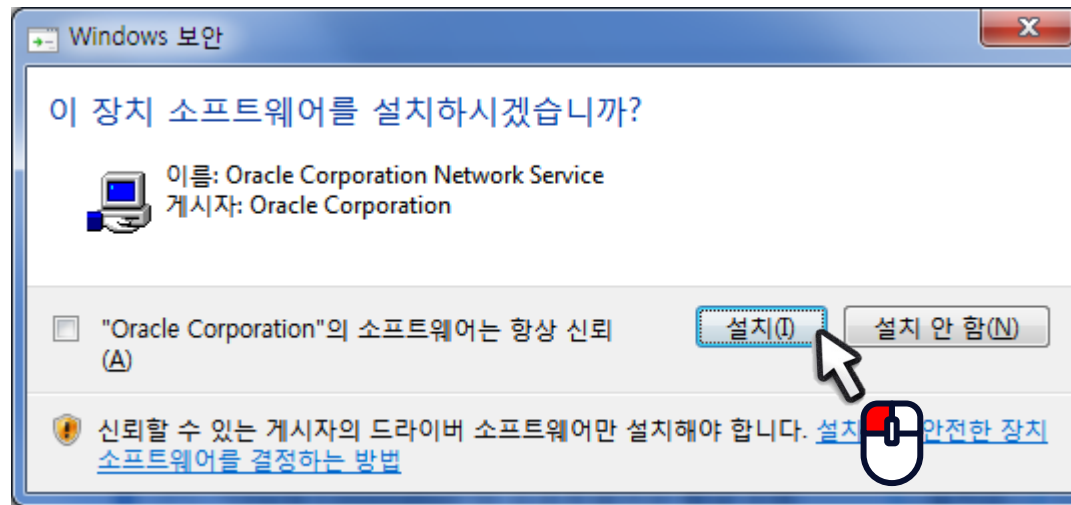 Windows 보안
이 장치 소프트웨어를 설치하시겠습니까?
이름: Oracle Corporation Network Service
게시자: Oracle Corporation
"Oracle Corporation"의 소프트웨어는 항상 신뢰
(A)
설치(I)
설치 안 함(N)
신뢰할 수 있는 게시자의 드라이버 소프트웨어만 설치해야 합니다. 설치 안전한 장치
소프트웨어를 결정하는 방법